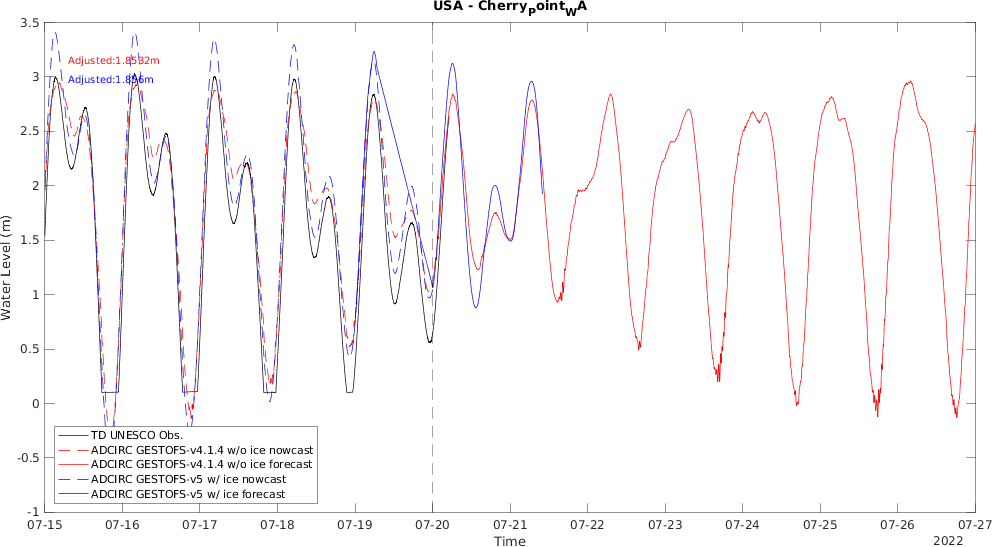 USA - CherryPointWA
3.5
3
2.5
2
1.5
1
0.5
0
-0.5
-1
Water Level (m)
Adjusted:1.8532m
Adjusted:1.856m
TD UNESCO Obs.
ADCIRC GESTOFS-v4.1.4 w/o ice nowcast
ADCIRC GESTOFS-v4.1.4 w/o ice forecast
ADCIRC GESTOFS-v5 w/ ice nowcast
ADCIRC GESTOFS-v5 w/ ice forecast
07-15 07-16 07-17 07-18 07-19 07-20 07-21 07-22 07-23 07-24 07-25 07-26 07-27
Time
2022